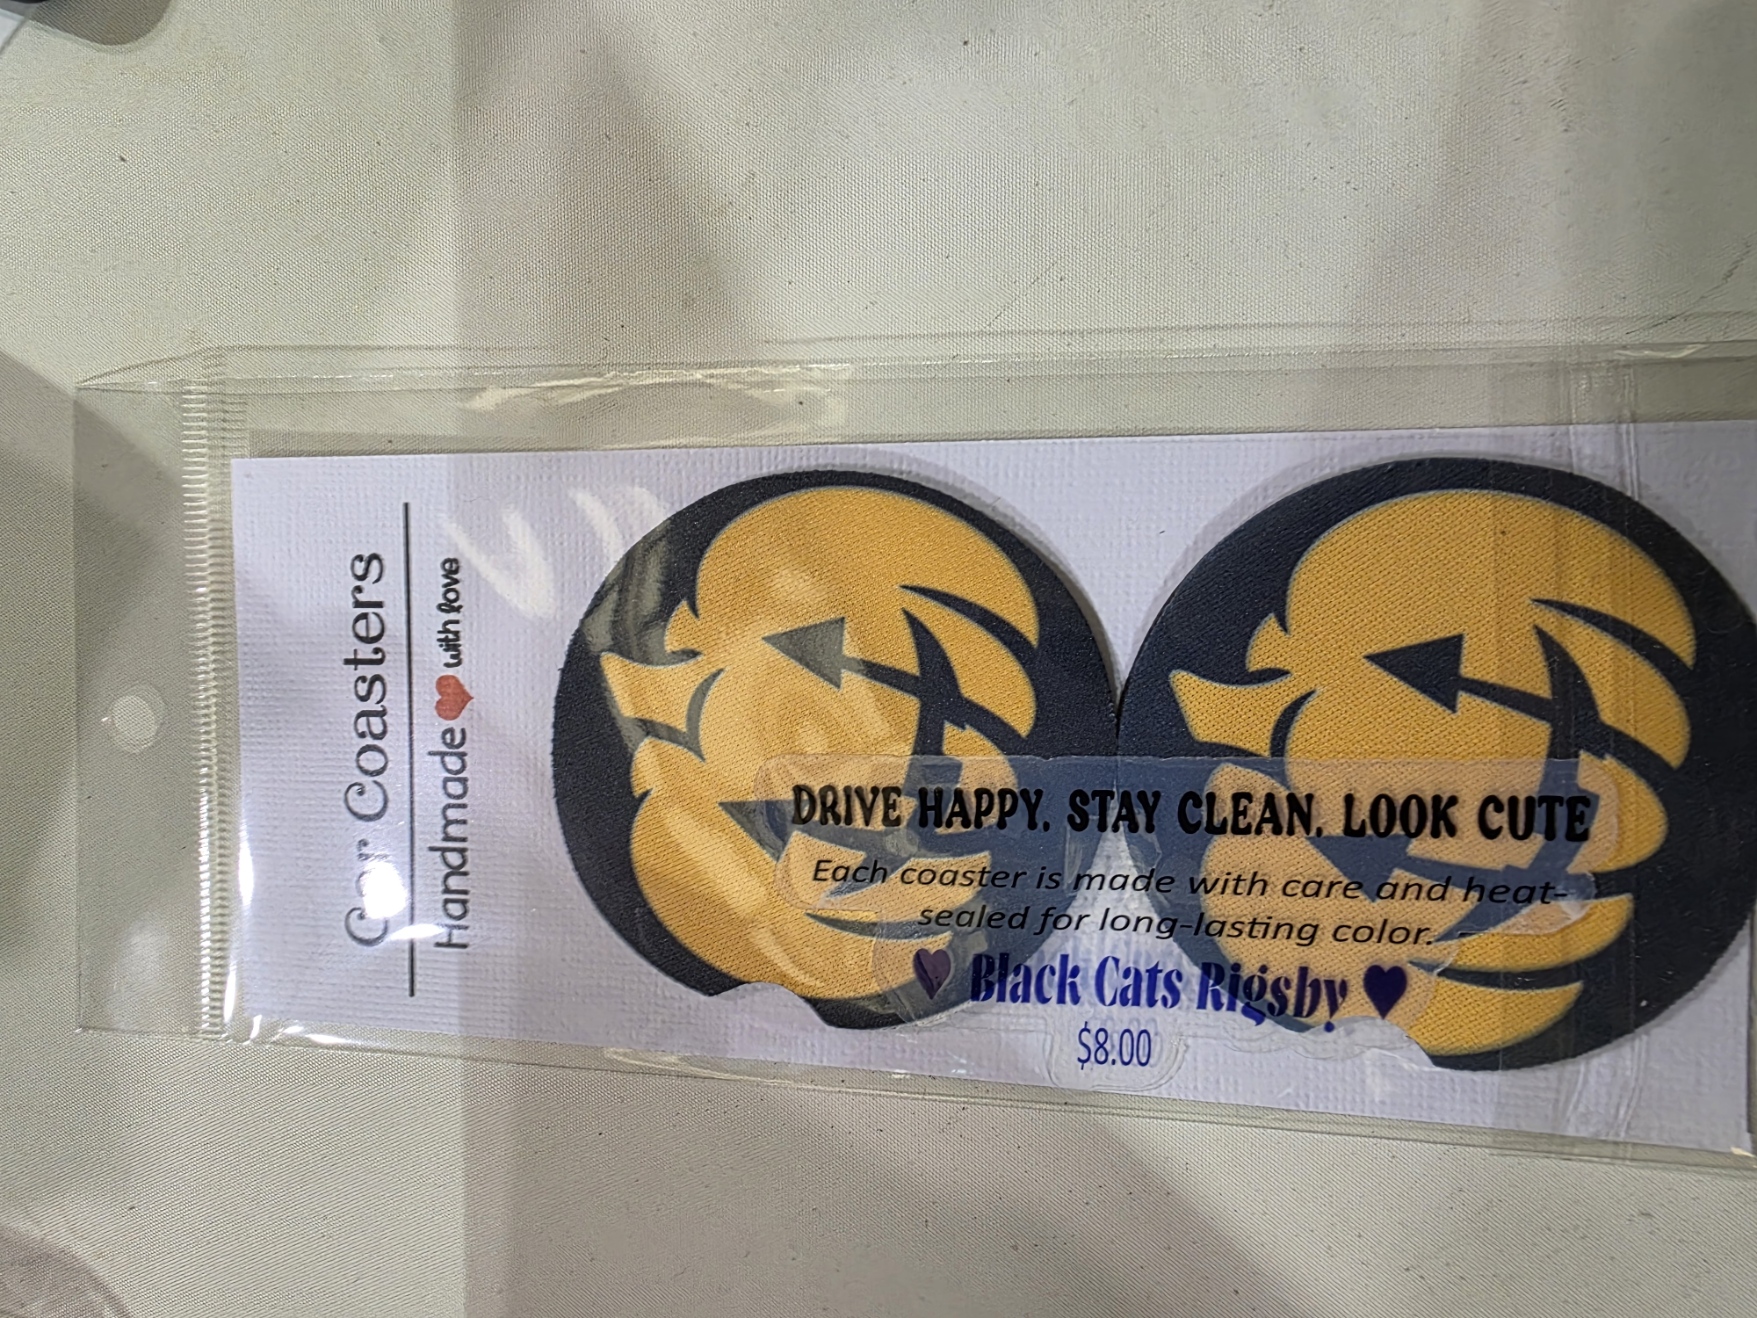 Car Coasters
Handmade ❤ with love
DRIVE HAPPY. STAY CLEAN. LOOK CUTE
Each coaster is made with care and heat-
sealed for long-lasting color.
♥ Black Cats Rigsby ♥
$8.00